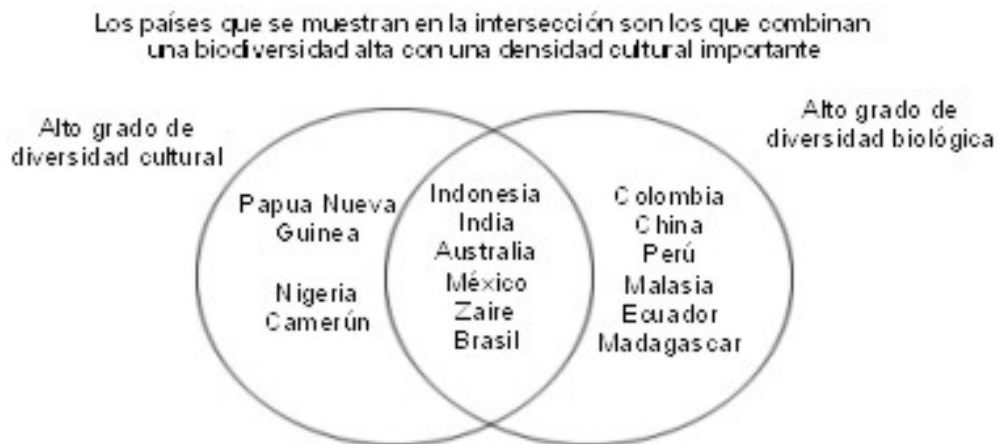 Los países que se muestran en la intersección son los que combinan
una biodiversidad alta con una densidad cultural importante
Alto grado de
diversidad cultural
Alto grado de
diversidad biológica
Papua Nueva
Guinea
Nigeria
Camerún
Indonesia
India
Australia
México
Zaire
Brasil
Colombia
China
Perú
Malasia
Ecuador
Madagascar